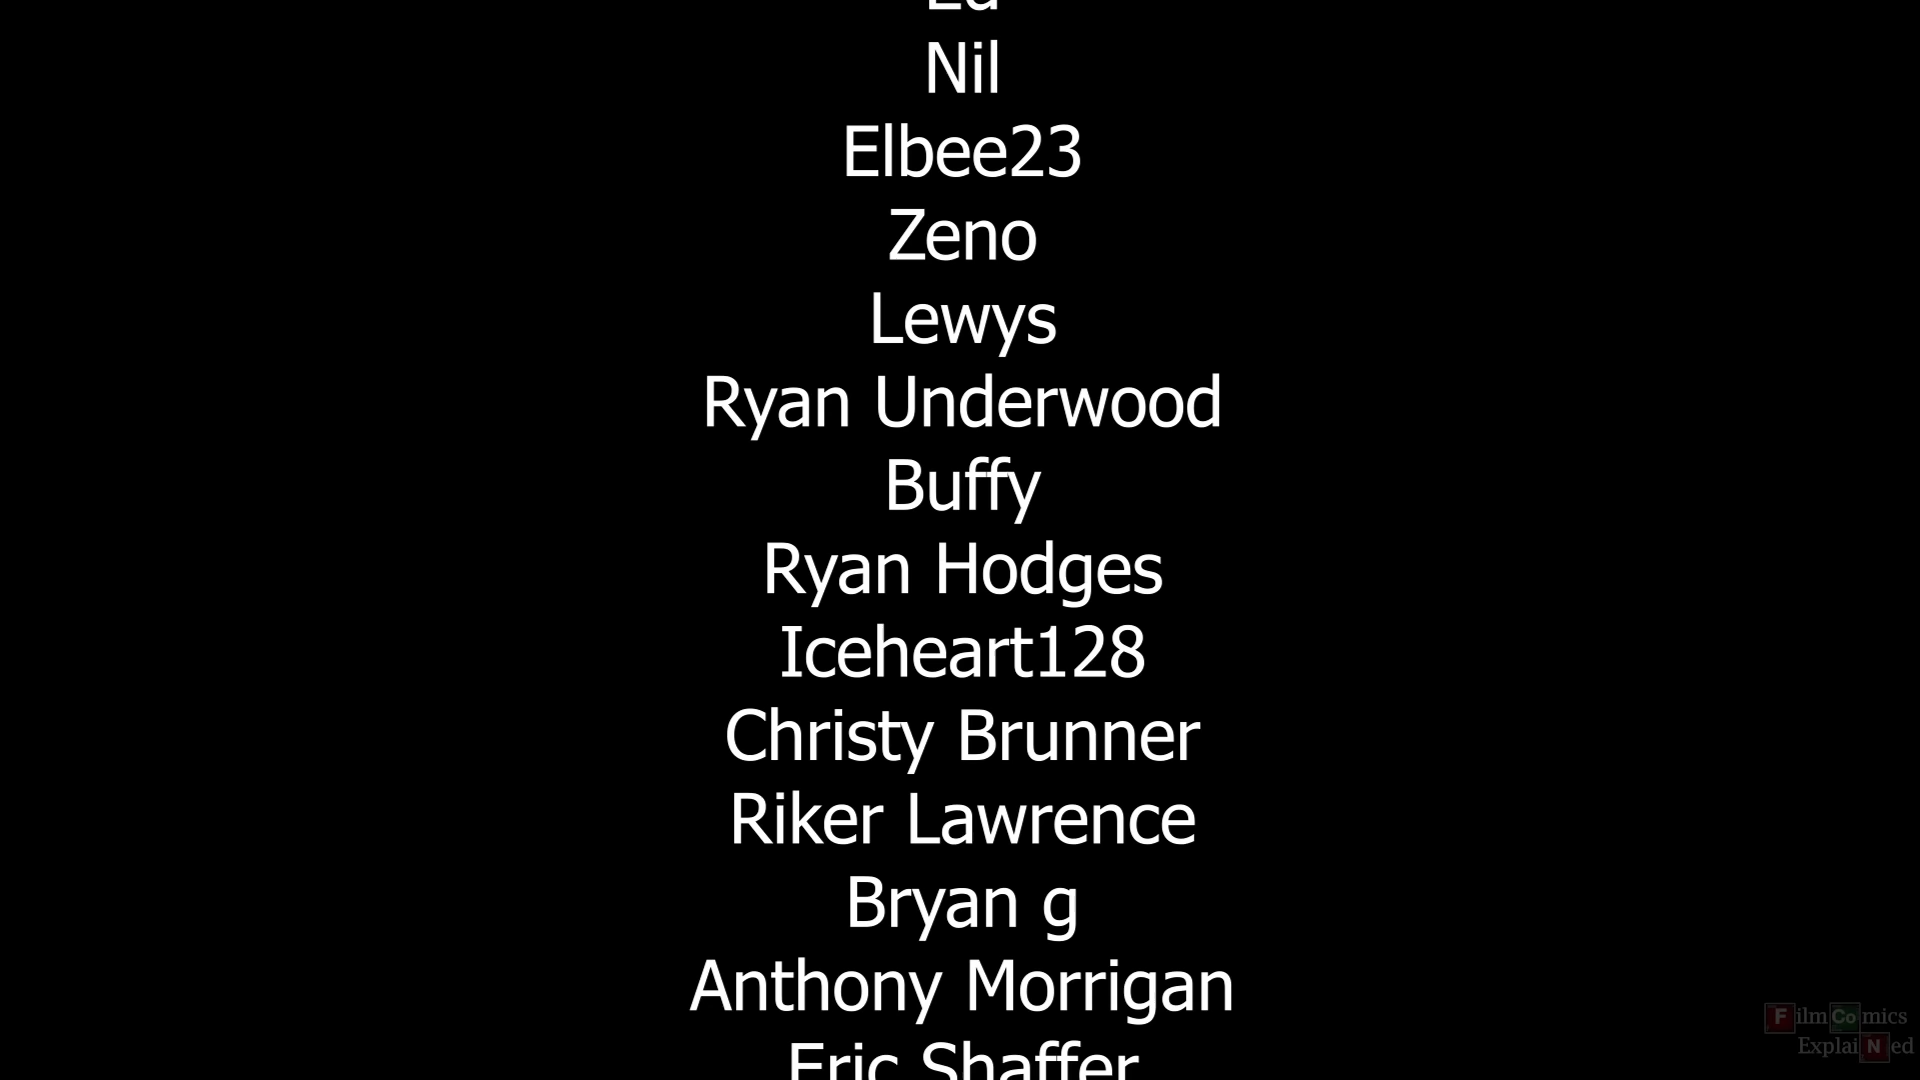 Ed
Nil
Elbee23
Zeno
Lewys
Ryan Underwood
Buffy
Ryan Hodges
Iceheart128
Christy Brunner
Riker Lawrence
Bryan g
Anthony Morrigan
Eric Shaffer
FilmComics
ExplaiNed